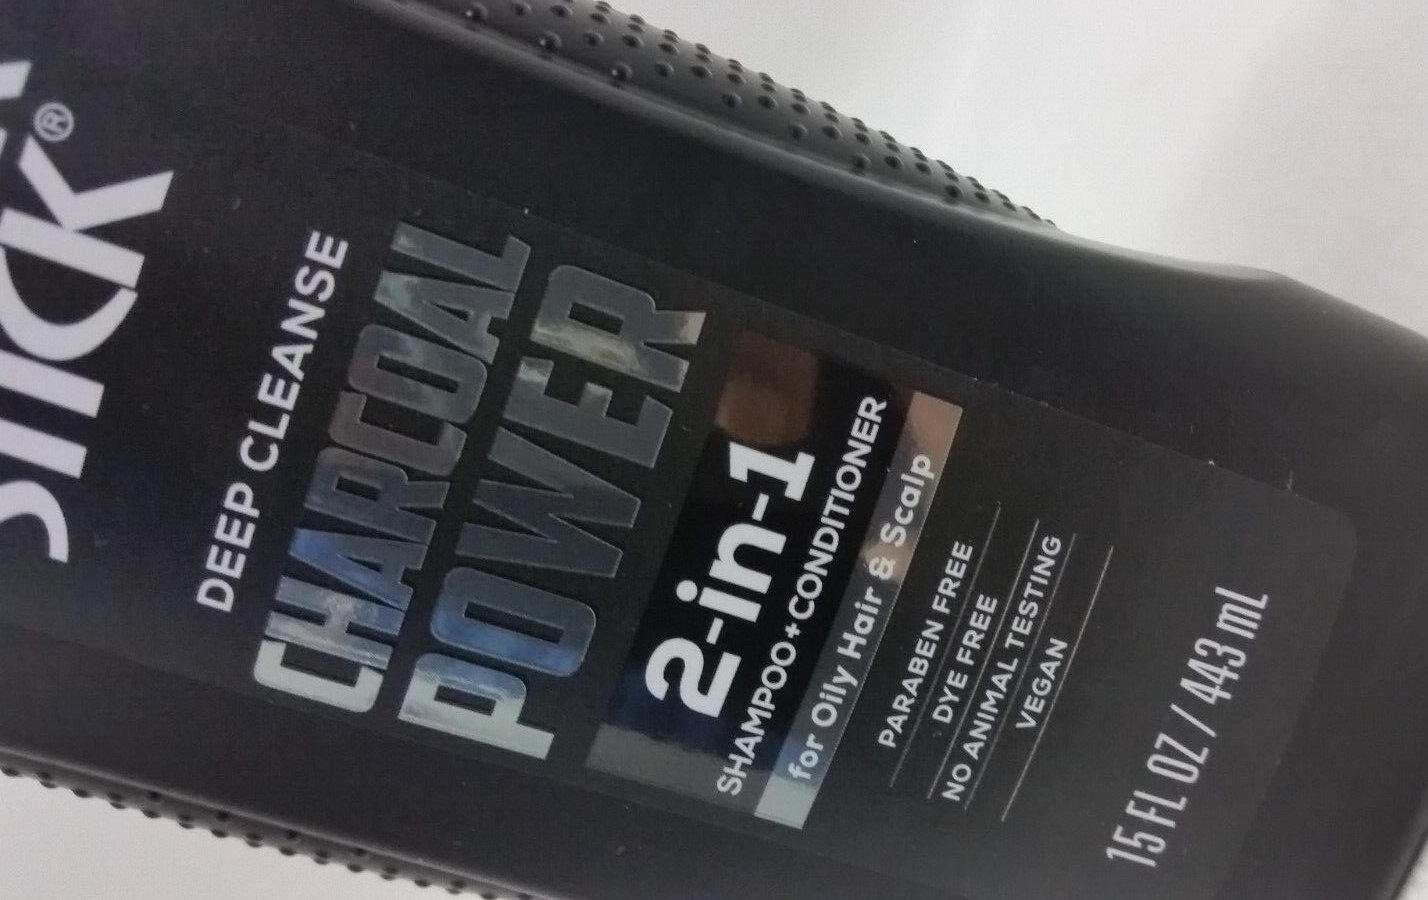 DEEP CLEANSE
CHARCOAL
POWER
2-in-1
SHAMPOO+CONDITIONER
for Oily Hair & Scalp
PARABEN FREE
DYE FREE
NO ANIMAL TESTING
VEGAN
15 FL OZ / 443 mL